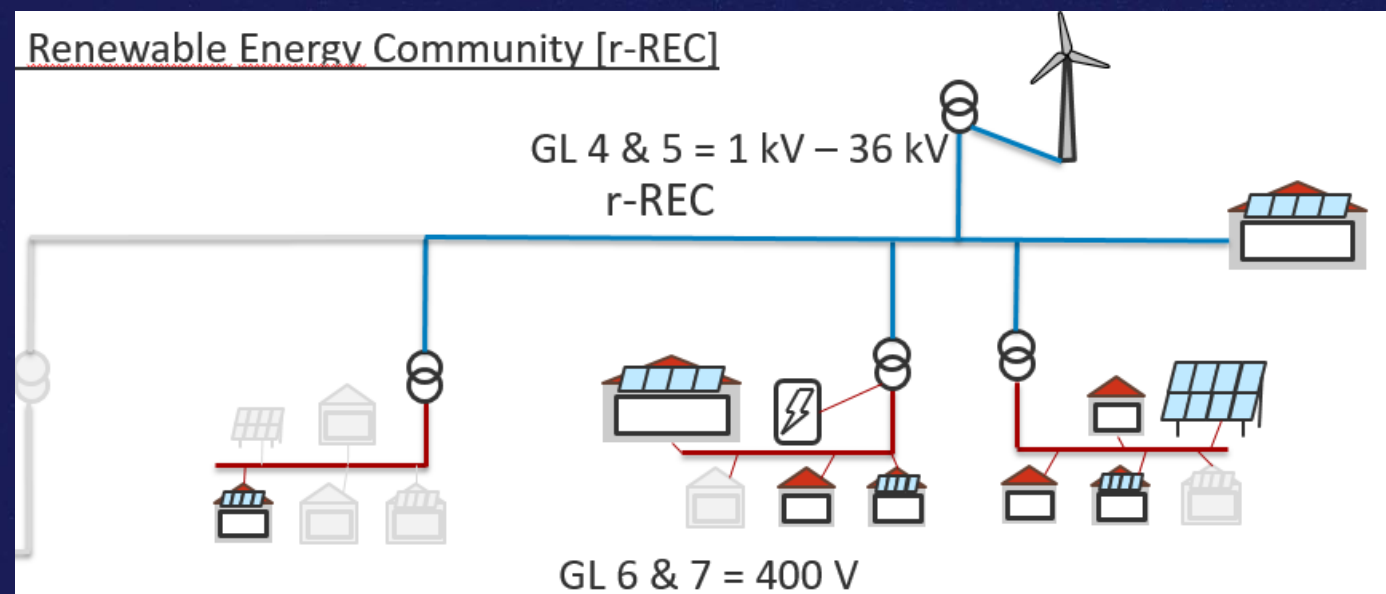 Renewable Energy Community [r-REC]
GL 4 & 5 = 1 kV – 36 kV
r-REC
GL 6 & 7 = 400 V